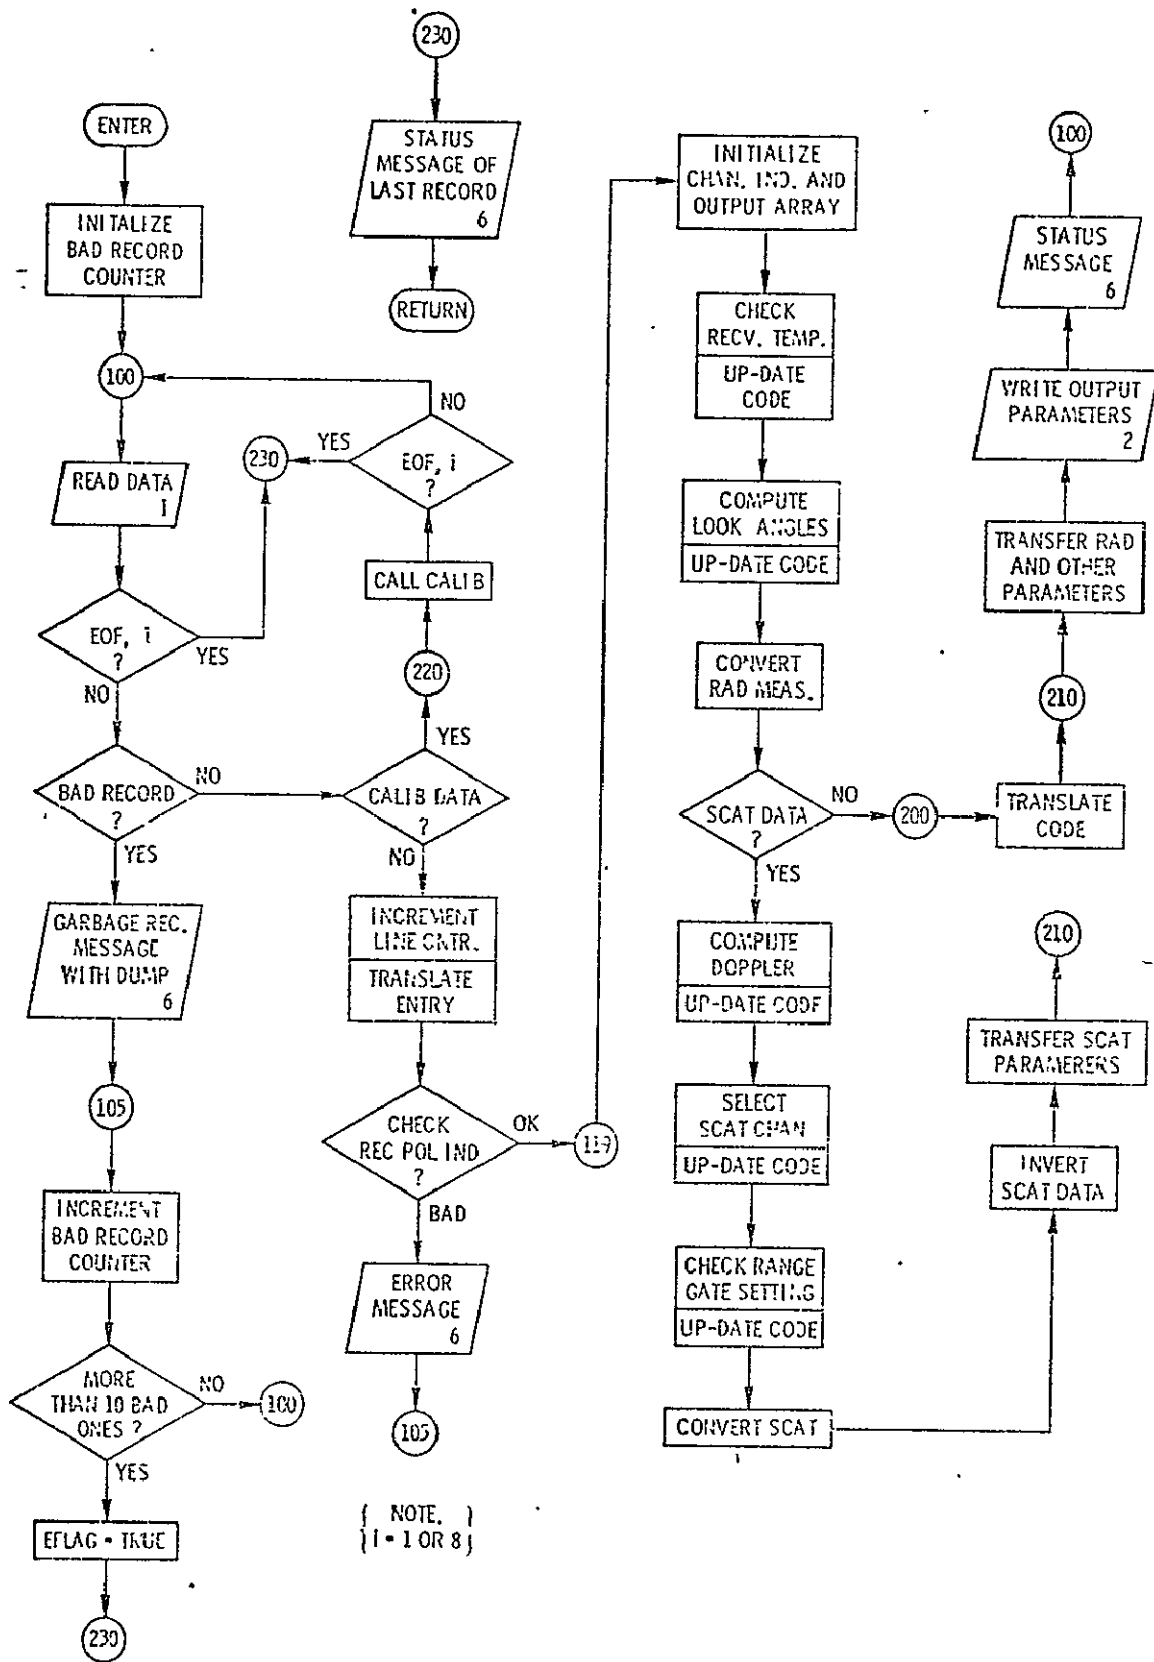 ENTER
INITALIZE
BAD RECORD
COUNTER
100
READ DATA
1
EOF, i
?
YES
NO
BAD RECORD
?
NO
YES
GARBAGE REC.
MESSAGE
WITH DUMP
6
105
INCREMENT
BAD RECORD
COUNTER
MORE
THAN 10 BAD
ONES ?
NO
100
YES
EFLAG = TRUE
230
230
STATUS
MESSAGE OF
LAST RECORD
6
RETURN
NO
EOF, i
?
YES
230
CALL CALIB
220
YES
CALIB DATA
?
NO
INCREMENT
LINE CNTR.
TRANSLATE
ENTRY
CHECK
REC POL IND
?
OK
119
BAD
ERROR
MESSAGE
6
105
NOTE.
i = 1 OR 8
INITIALIZE
CHAN. IND. AND
OUTPUT ARRAY
CHECK
RECV. TEMP.
UP-DATE
CODE
COMPUTE
LOOK ANGLES
UP-DATE CODE
CONVERT
RAD MEAS.
SCAT DATA
?
NO
200
YES
COMPUTE
DOPPLER
UP-DATE CODE
SELECT
SCAT CHAN
UP-DATE CODE
CHECK RANGE
GATE SETTING
UP-DATE CODE
CONVERT SCAT
100
STATUS
MESSAGE
6
WRITE OUTPUT
PARAMETERS
2
TRANSFER RAD
AND OTHER
PARAMETERS
210
TRANSLATE
CODE
210
TRANSFER SCAT
PARAMERERS
INVERT
SCAT DATA